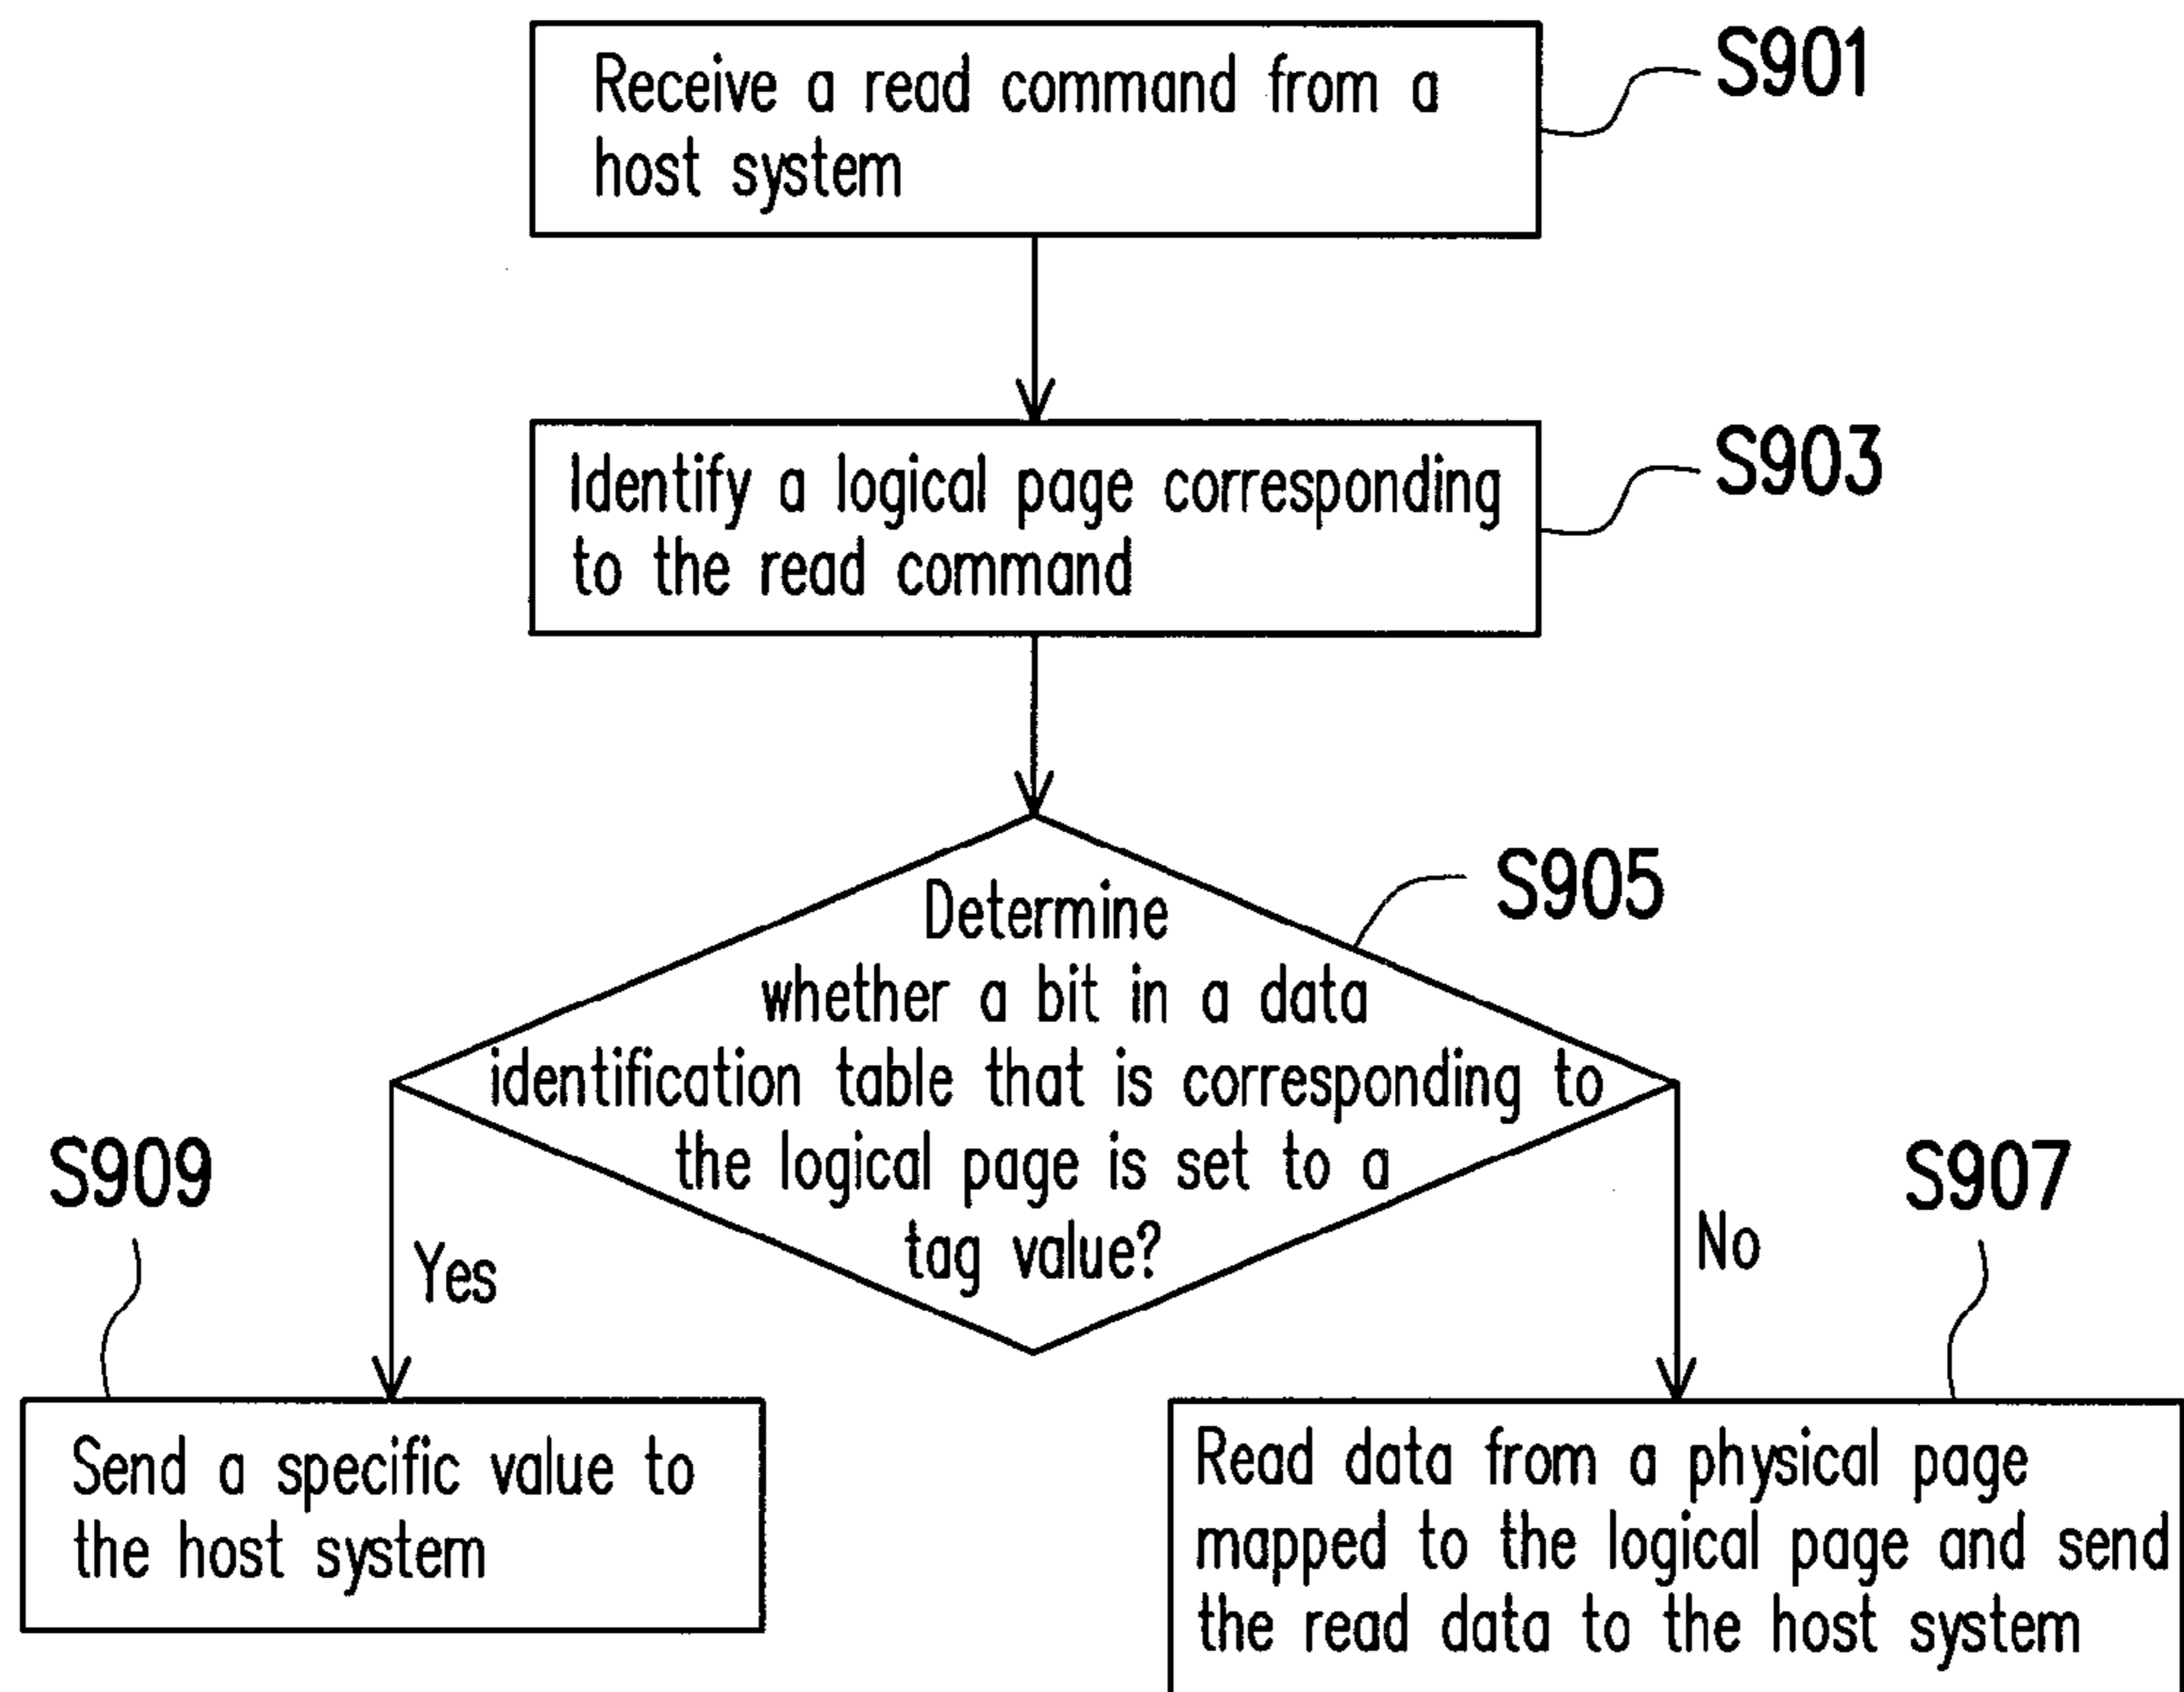 Receive a read command from a
host system
S901
Identify a logical page corresponding
to the read command
S903
Determine
whether a bit in a data
identification table that is corresponding to
the logical page is set to a
tag value?
S905
Yes
No
S909
Send a specific value to
the host system
S907
Read data from a physical page
mapped to the logical page and send
the read data to the host system